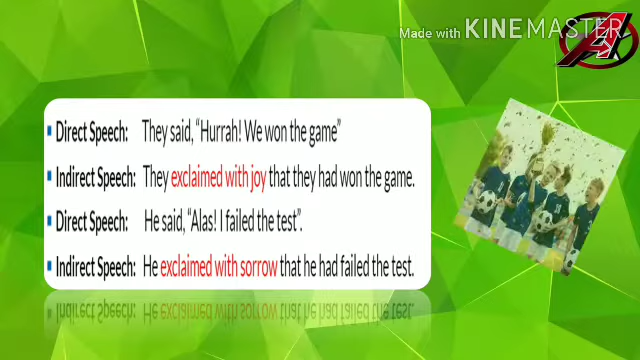 Made with KINEMASTER
Direct Speech: They said, “Hurrah! We won the game”
Indirect Speech: They exclaimed with joy that they had won the game.
Direct Speech: He said, “Alas! I failed the test”.
Indirect Speech: He exclaimed with sorrow that he had failed the test.